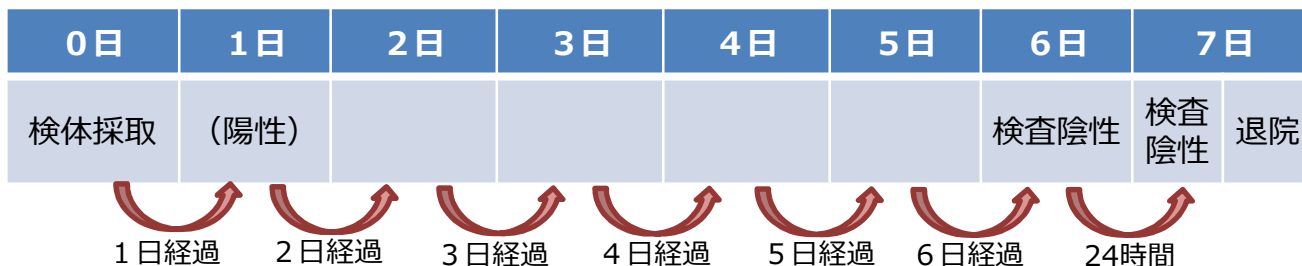 0日 1日 2日 3日 4日 5日 6日 7日
検体採取 （陽性） 検査陰性 検査 退院
陰性
1日経過 2日経過 3日経過 4日経過 5日経過 6日経過 24時間